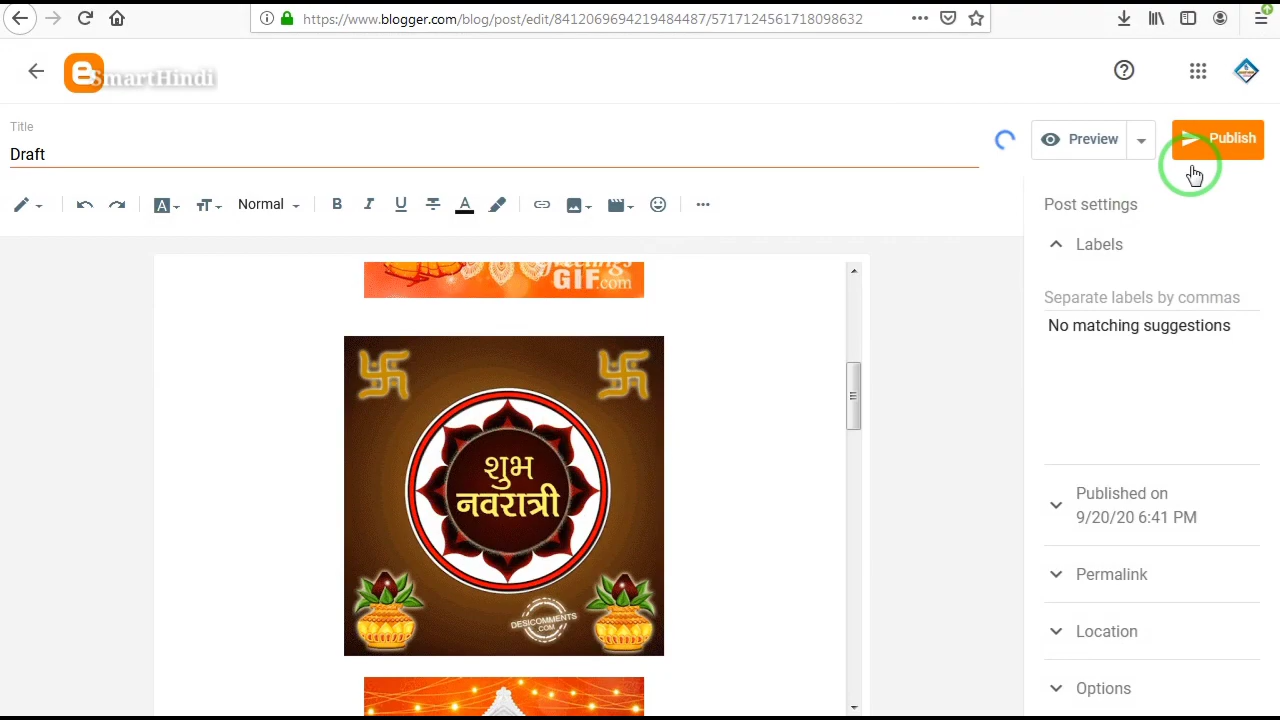 https://www.blogger.com/blog/post/edit/8412069694219484487/5717124561718098632
SmartHindi
Title
Draft
Preview
Publish
Normal
B I U A
Post settings
Labels
Separate labels by commas
No matching suggestions
greetings
GIF.com
शुभ
नवरात्री
DESICOMMENTS
.COM
Published on
9/20/20 6:41 PM
Permalink
Location
Options